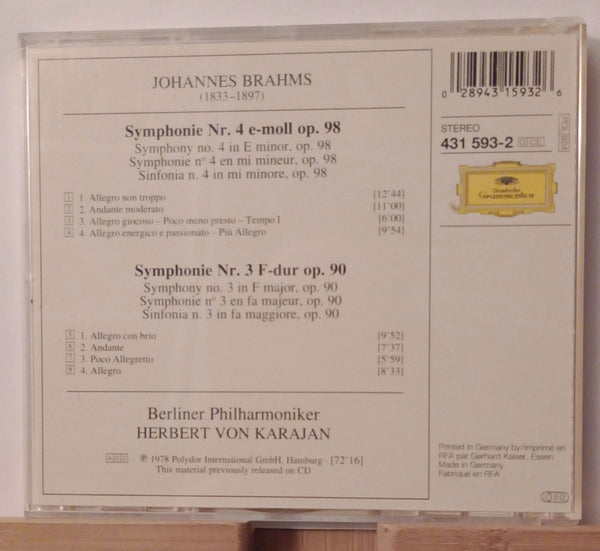 JOHANNES BRAHMS
(1833–1897)
Symphonie Nr. 4 e-moll op. 98
Symphony no. 4 in E minor, op. 98
Symphonie n° 4 en mi mineur, op. 98
Sinfonia n. 4 in mi minore, op. 98
1 1. Allegro non troppo [12'44]
2 2. Andante moderato [11'00]
3 3. Allegro giocoso – Poco meno presto – Tempo I [6'00]
4 4. Allegro energico e passionato – Più Allegro [9'54]
Symphonie Nr. 3 F-dur op. 90
Symphony no. 3 in F major, op. 90
Symphonie n° 3 en fa majeur, op. 90
Sinfonia n. 3 in fa maggiore, op. 90
5 1. Allegro con brio [9'52]
6 2. Andante [7'37]
7 3. Poco Allegretto [5'59]
8 4. Allegro [8'33]
Berliner Philharmoniker
HERBERT VON KARAJAN
ADD · ℗ 1978 Polydor International GmbH, Hamburg · [72'16]
This material previously released on CD
0 28943 15932 6
STEREO
431 593-2 GCE
Deutsche
Grammophon
Printed in Germany by/Imprimé en
RFA par Gerhard Kaiser, Essen
Made in Germany
Fabriqué en RFA